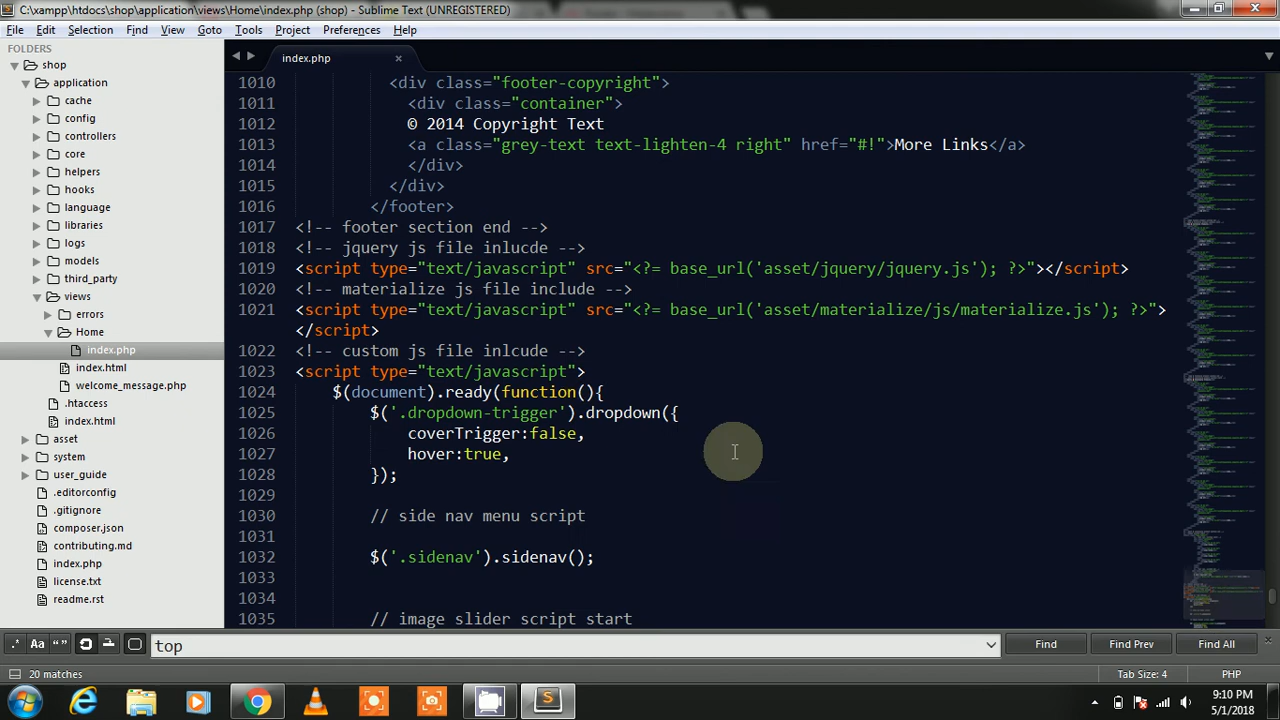 C:\xampp\htdocs\shop\application\views\Home\index.php (shop) - Sublime Text (UNREGISTERED)
File Edit Selection Find View Goto Tools Project Preferences Help
FOLDERS
shop
application
cache
config
controllers
core
helpers
hooks
language
libraries
logs
models
third_party
views
errors
Home
index.php
index.html
welcome_message.php
.htaccess
index.html
asset
system
user_guide
.editorconfig
.gitignore
composer.json
contributing.md
index.php
license.txt
readme.rst
index.php ×
1010 <div class="footer-copyright">
1011 <div class="container">
1012 © 2014 Copyright Text
1013 <a class="grey-text text-lighten-4 right" href="#!">More Links</a>
1014 </div>
1015 </div>
1016 </footer>
1017 <!-- footer section end -->
1018 <!-- jquery js file inlucde -->
1019 <script type="text/javascript" src="<?= base_url('asset/jquery/jquery.js'); ?>"></script>
1020 <!-- materialize js file include -->
1021 <script type="text/javascript" src="<?= base_url('asset/materialize/js/materialize.js'); ?>">
</script>
1022 <!-- custom js file inlcude -->
1023 <script type="text/javascript">
1024 $(document).ready(function(){
1025 $('.dropdown-trigger').dropdown({
1026 coverTrigger:false,
1027 hover:true,
1028 });
1029
1030 // side nav menu script
1031
1032 $('.sidenav').sidenav();
1033
1034
1035 // image slider script start
.* Aa “ ” top Find Find Prev Find All
20 matches Tab Size: 4 PHP
9:10 PM
5/1/2018